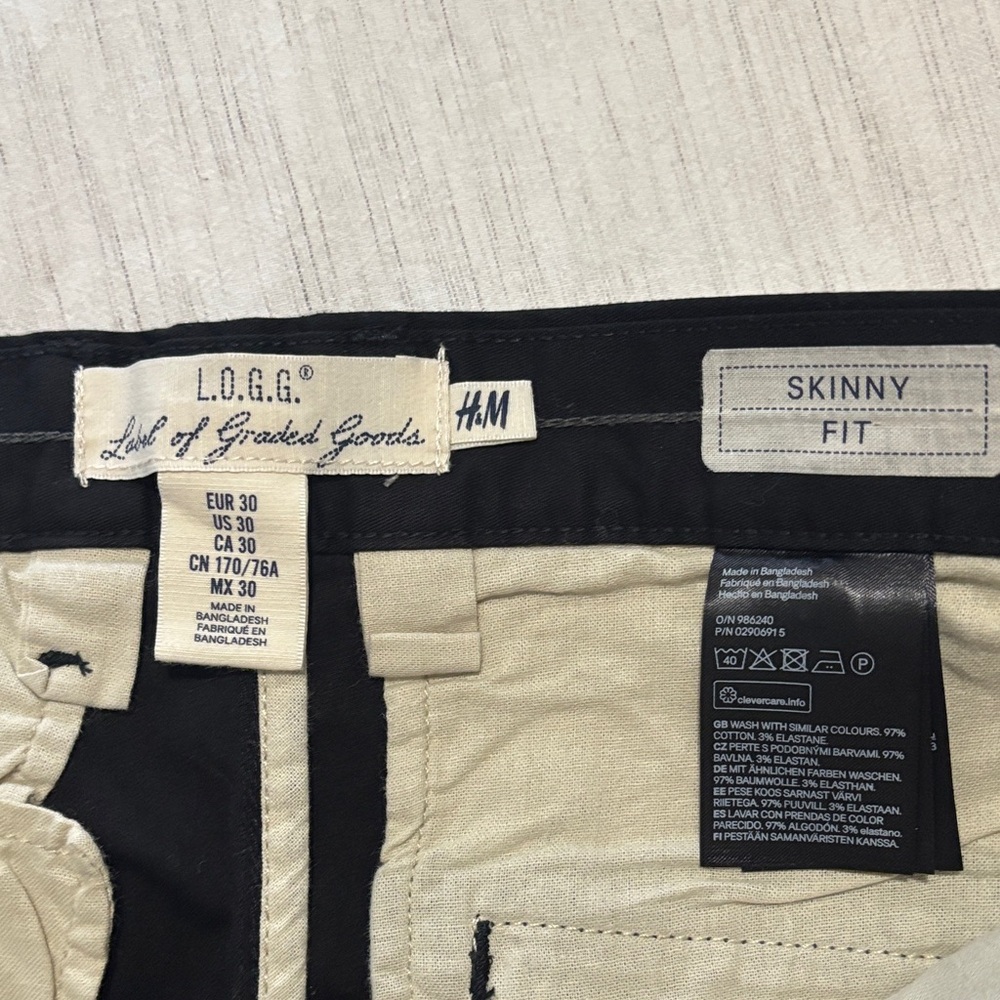 L.O.G.G.®
Label of Graded Goods
H&M
EUR 30
US 30
CA 30
CN 170/76A
MX 30
MADE IN
BANGLADESH
FABRIQUÉ EN
BANGLADESH
SKINNY
FIT
Made in Bangladesh
Fabriqué en Bangladesh
Hecho en Bangladesh
O/N 986240
P/N 02906915
40
P
clevercare.info
GB WASH WITH SIMILAR COLOURS. 97%
COTTON. 3% ELASTANE.
CZ PERTE S PODOBNÝMI BARVAMI. 97%
BAVLNA. 3% ELASTAN.
DE MIT ÄHNLICHEN FARBEN WASCHEN.
97% BAUMWOLLE. 3% ELASTHAN.
EE PESE KOOS SARNAST VÄRVI
RIIETEGA. 97% PUUVILL. 3% ELASTAAN.
ES LAVAR CON PRENDAS DE COLOR
PARECIDO. 97% ALGODÓN. 3% elastano.
FI PESTÄÄN SAMANVÄRISTEN KANSSA.